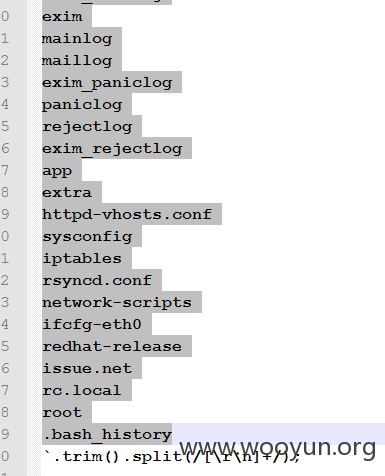 0 exim
1 mainlog
2 maillog
3 exim_paniclog
4 paniclog
5 rejectlog
6 exim_rejectlog
7 app
8 extra
9 httpd-vhosts.conf
0 sysconfig
1 iptables
2 rsyncd.conf
3 network-scripts
4 ifcfg-eth0
5 redhat-release
6 issue.net
7 rc.local
8 root
9 .bash_history
0 `.trim().split(/[\r\n]+/);
www.wooyun.org